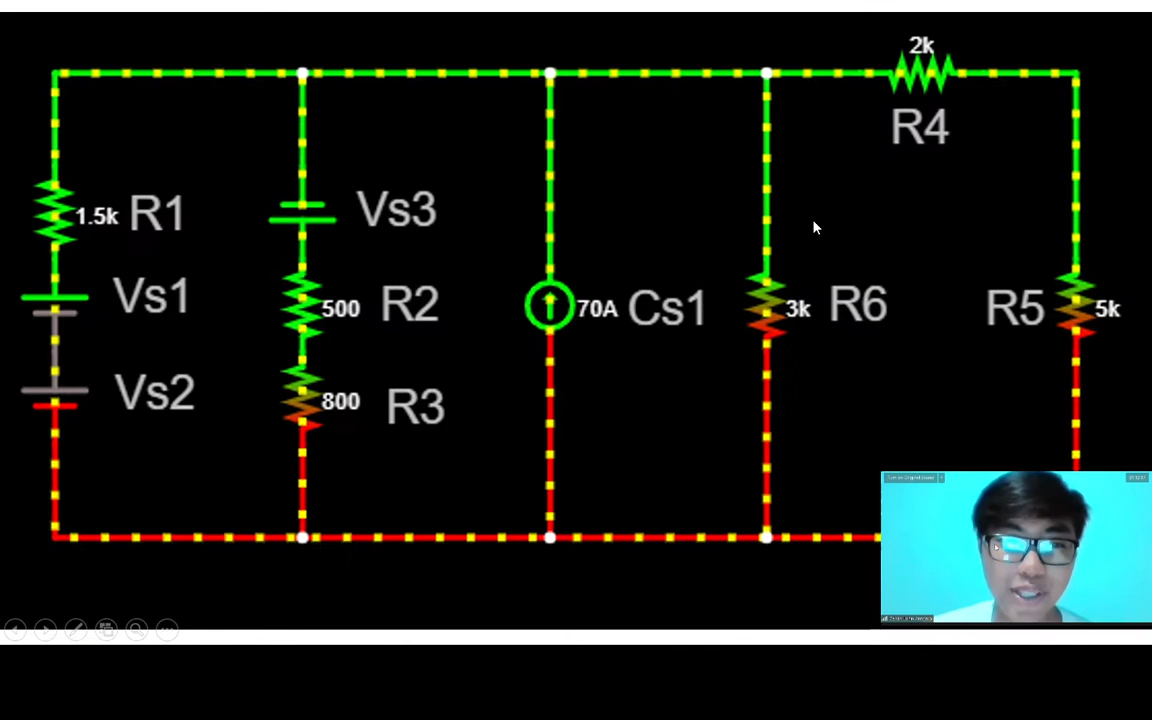 2k
R4
1.5k R1
Vs3
Vs1
500 R2
70A Cs1
3k R6
R5 5k
Vs2
800 R3